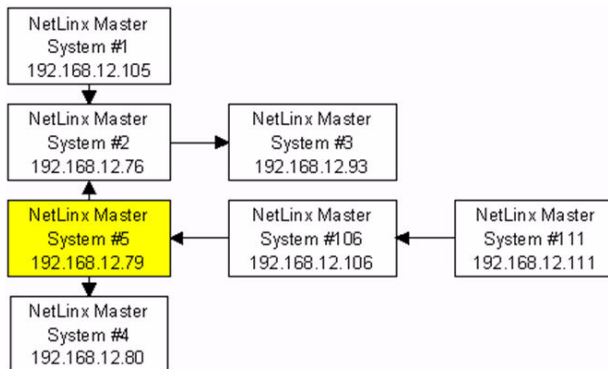 NetLinx Master
System #1
192.168.12.105
NetLinx Master
System #2
192.168.12.76
NetLinx Master
System #3
192.168.12.93
NetLinx Master
System #5
192.168.12.79
NetLinx Master
System #106
192.168.12.106
NetLinx Master
System #111
192.168.12.111
NetLinx Master
System #4
192.168.12.80